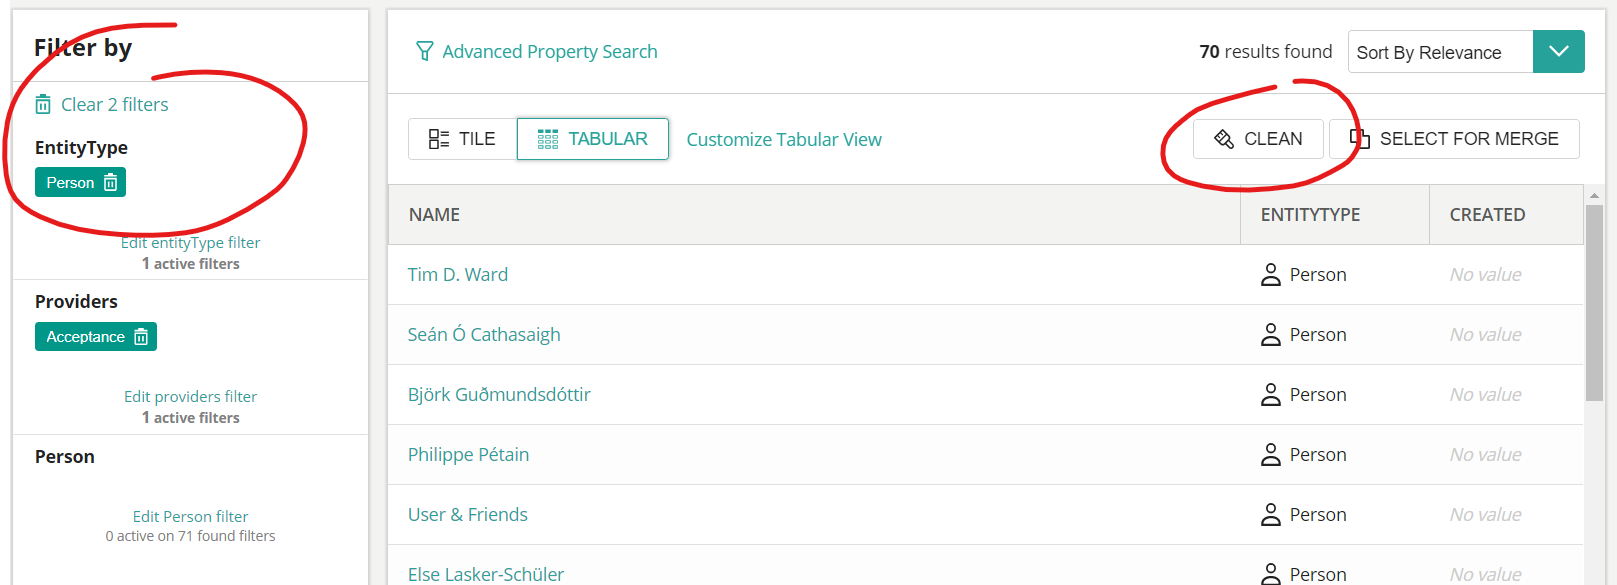 Filter by
Clear 2 filters
EntityType
Person
Edit entityType filter
1 active filters
Providers
Acceptance
Edit providers filter
1 active filters
Person
Edit Person filter
0 active on 71 found filters
Advanced Property Search
70 results found
Sort By Relevance
TILE
TABULAR
Customize Tabular View
CLEAN
SELECT FOR MERGE
NAME ENTITYTYPE CREATED
Tim D. Ward Person No value
Seán Ó Cathasaigh Person No value
Björk Guðmundsdóttir Person No value
Philippe Pétain Person No value
User & Friends Person No value
Else Lasker-Schüler Person No value